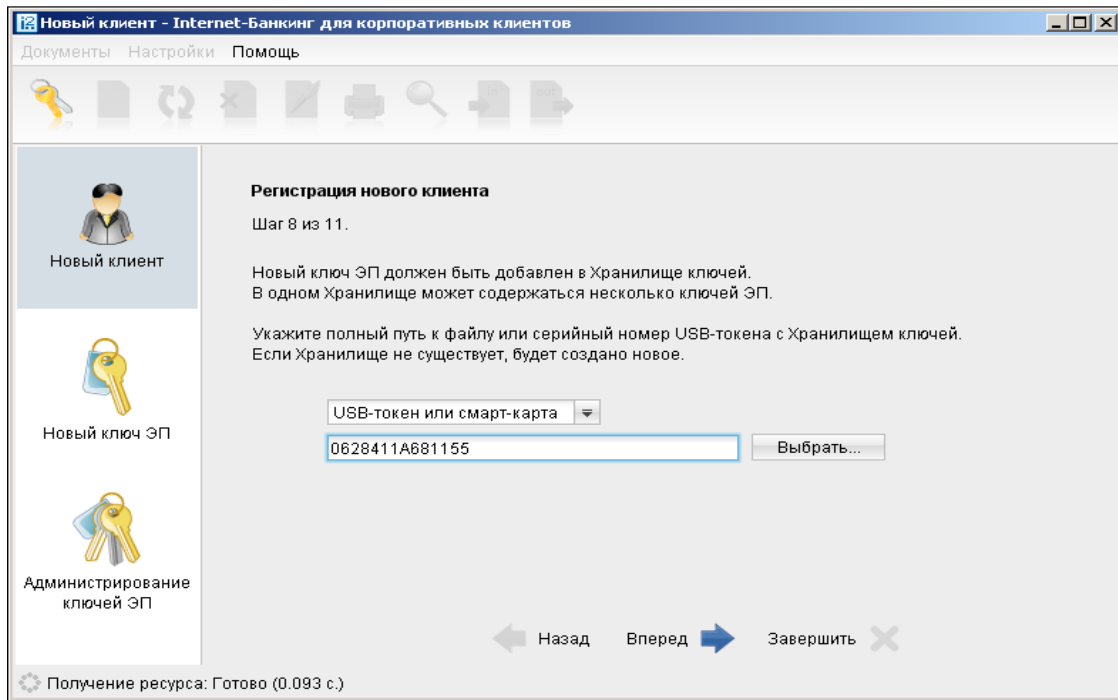 Новый клиент - Internet-Банкинг для корпоративных клиентов
Документы Настройки Помощь
in out
Новый клиент
Новый ключ ЭП
Администрирование
ключей ЭП
Регистрация нового клиента
Шаг 8 из 11.
Новый ключ ЭП должен быть добавлен в Хранилище ключей.
В одном Хранилище может содержаться несколько ключей ЭП.
Укажите полный путь к файлу или серийный номер USB-токена с Хранилищем ключей.
Если Хранилище не существует, будет создано новое.
USB-токен или смарт-карта
0628411A681155 Выбрать...
Назад Вперед Завершить
Получение ресурса: Готово (0.093 с.)